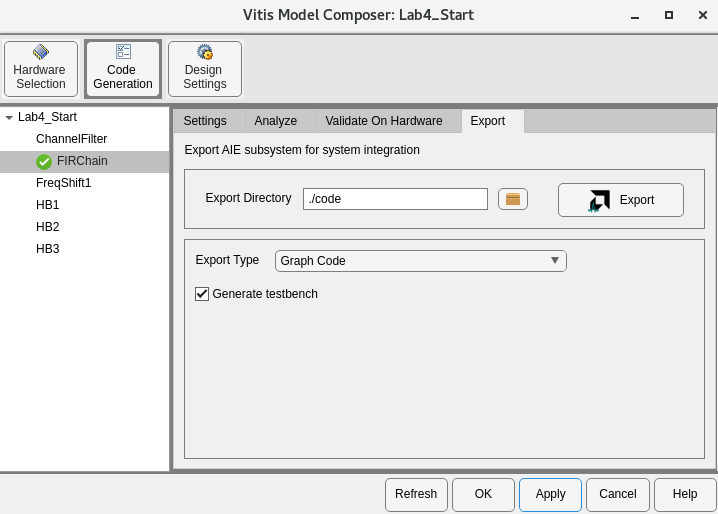 Vitis Model Composer: Lab4_Start
Hardware
Selection
Code
Generation
Design
Settings
Lab4_Start
ChannelFilter
FIRChain
FreqShift1
HB1
HB2
HB3
Settings Analyze Validate On Hardware Export
Export AIE subsystem for system integration
Export Directory ./code Export
Export Type Graph Code
Generate testbench
Refresh OK Apply Cancel Help